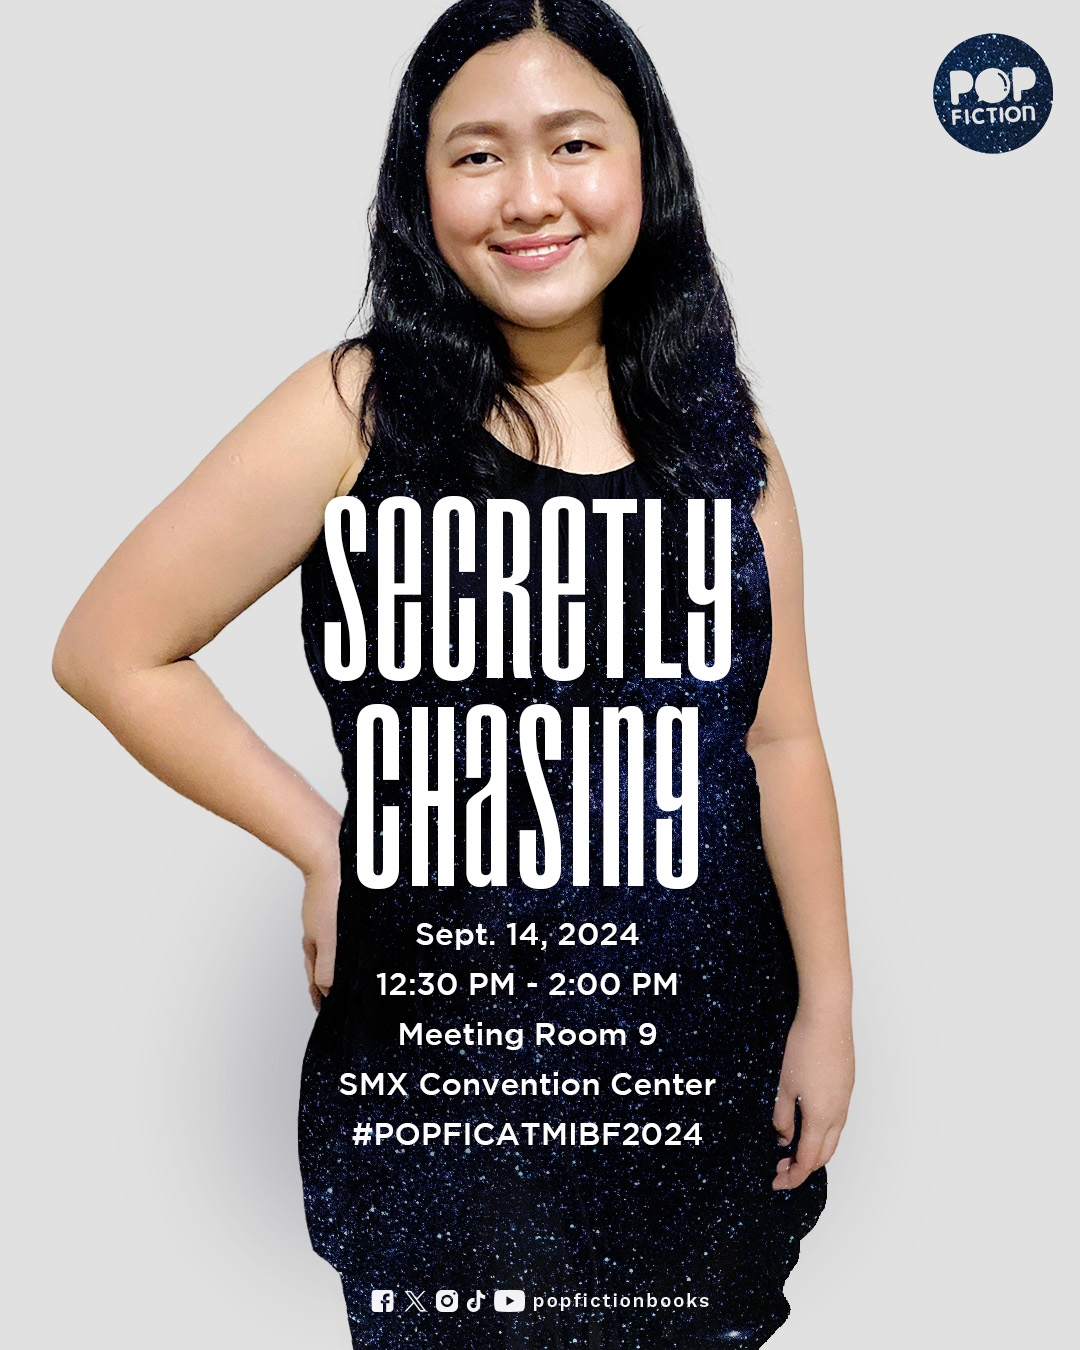 POP
FICTION
SecReTLy
CHaSIng
Sept. 14, 2024
12:30 PM - 2:00 PM
Meeting Room 9
SMX Convention Center
#POPFICATMIBF2024
popfictionbooks